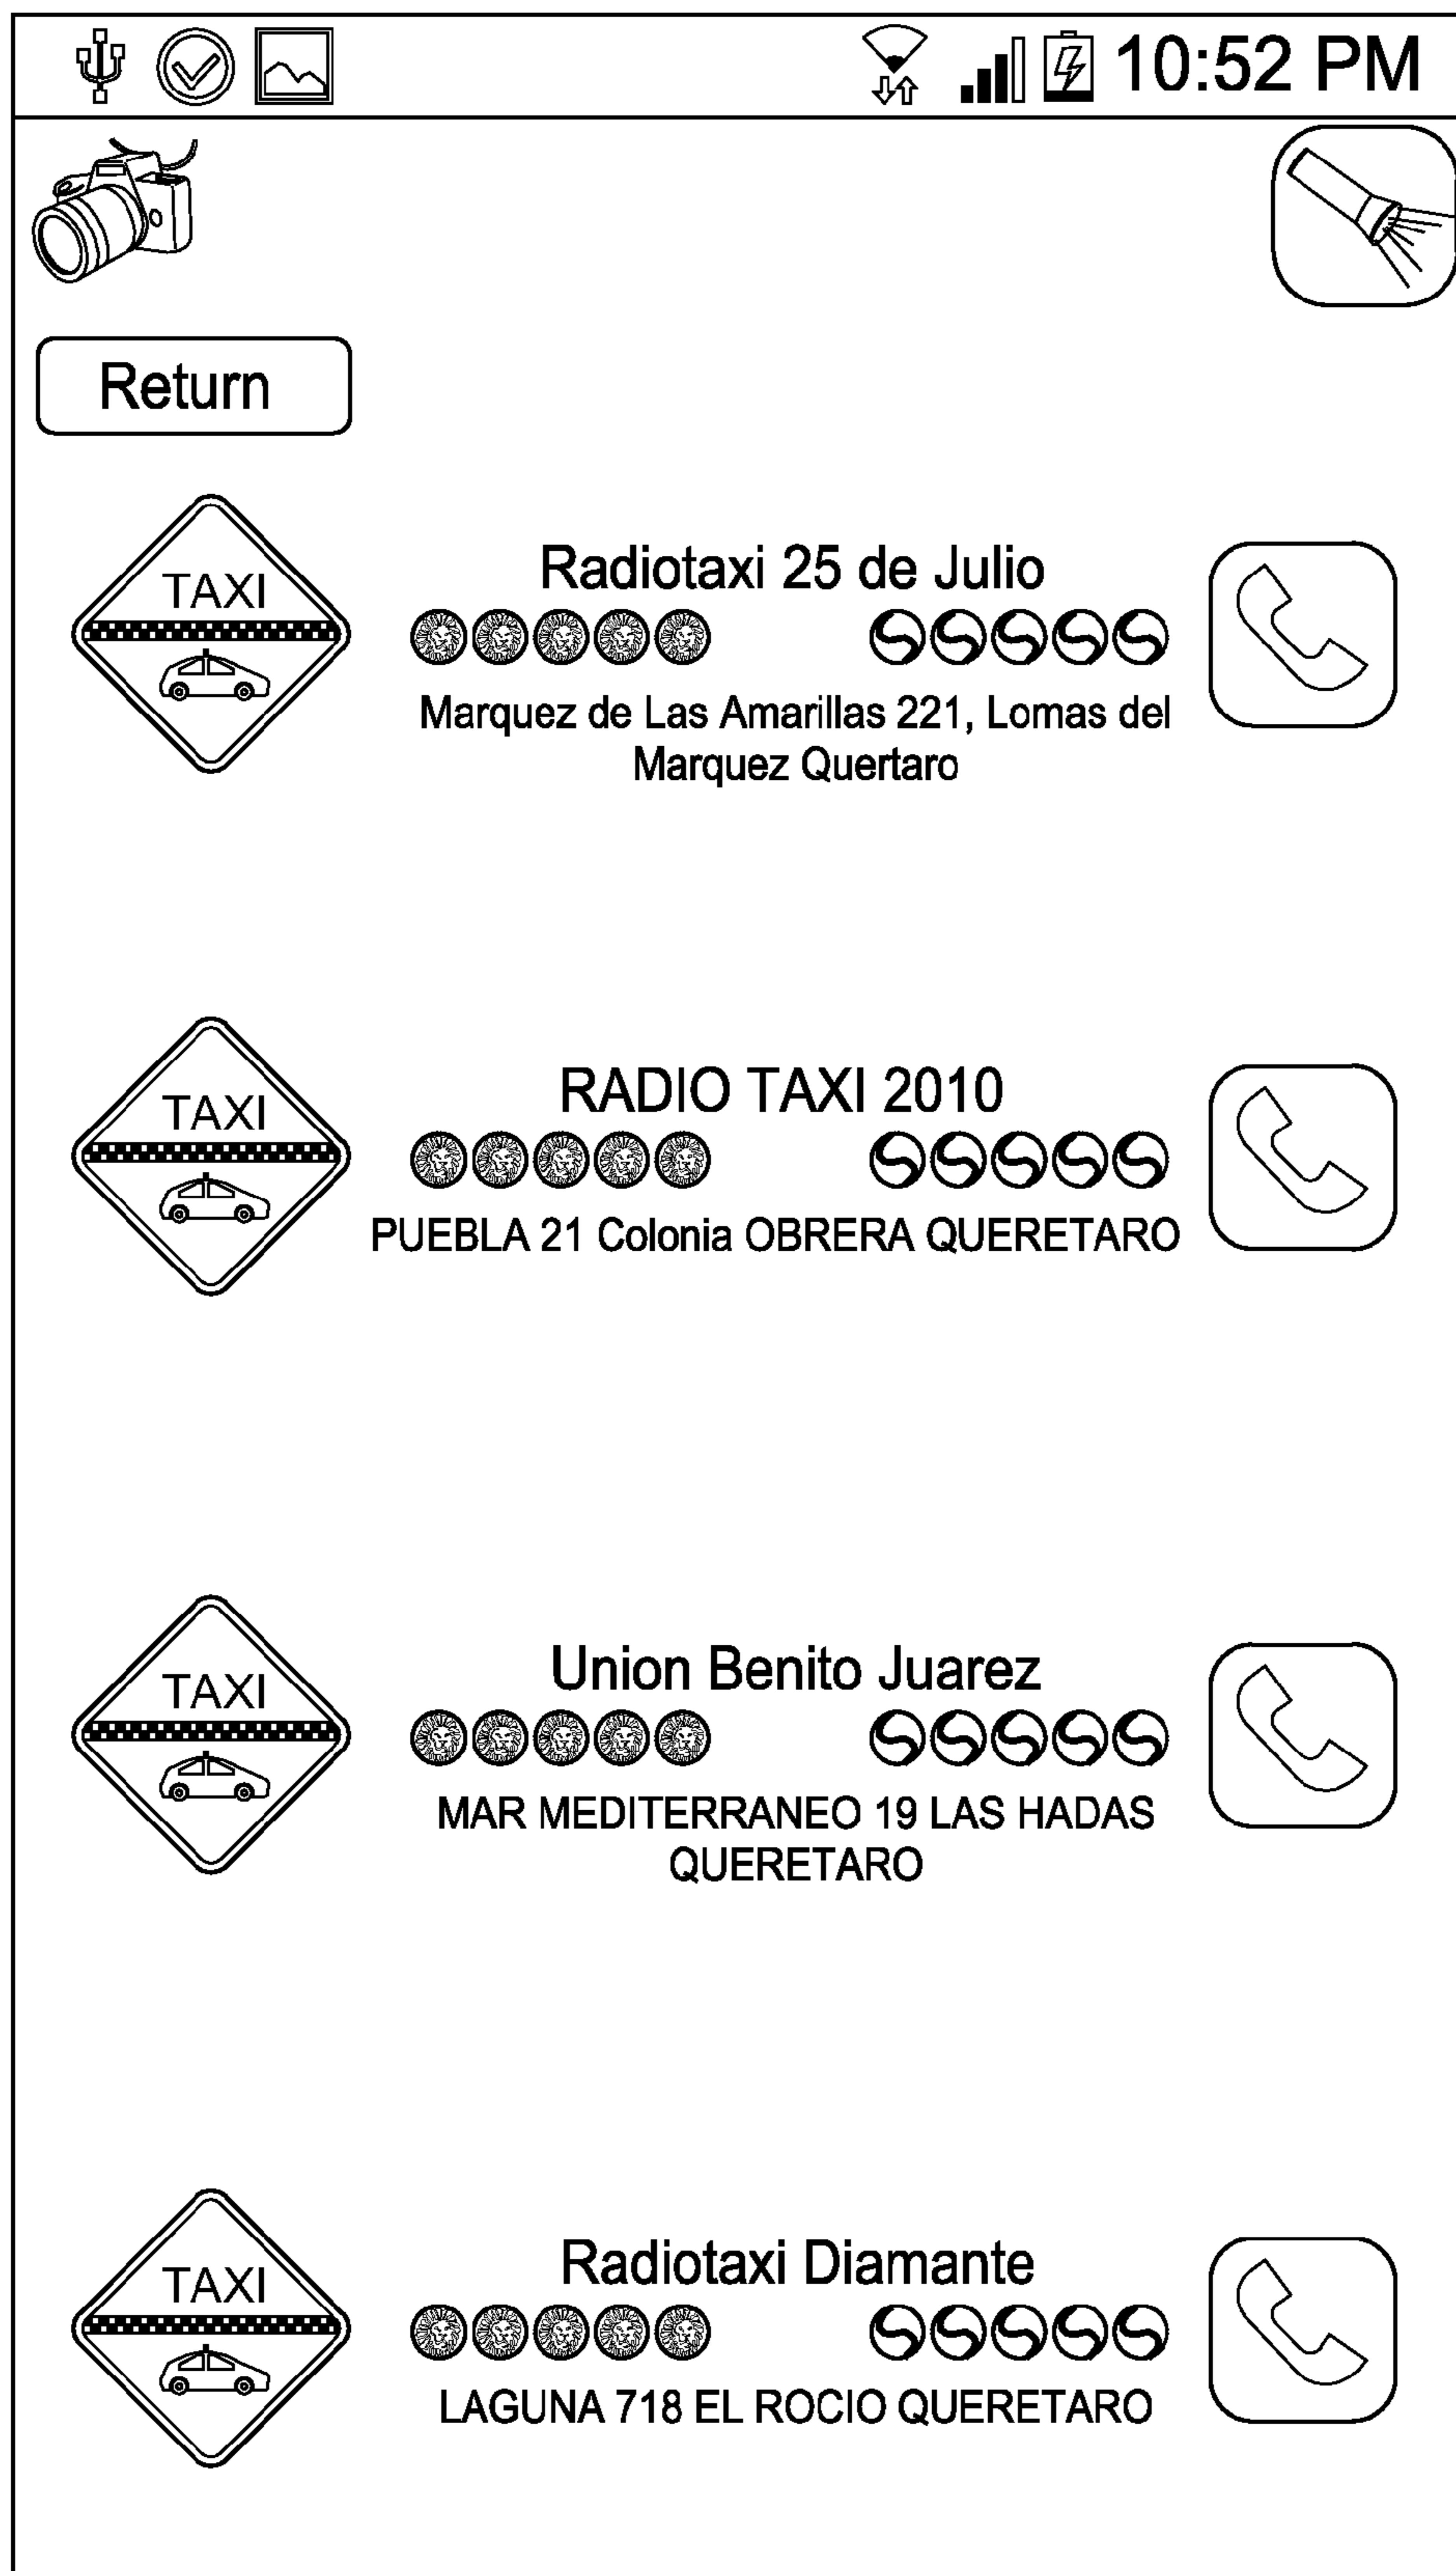 10:52 PM
Return
TAXI
Radiotaxi 25 de Julio
Marquez de Las Amarillas 221, Lomas del
Marquez Quertaro
TAXI
RADIO TAXI 2010
PUEBLA 21 Colonia OBRERA QUERETARO
TAXI
Union Benito Juarez
MAR MEDITERRANEO 19 LAS HADAS
QUERETARO
TAXI
Radiotaxi Diamante
LAGUNA 718 EL ROCIO QUERETARO